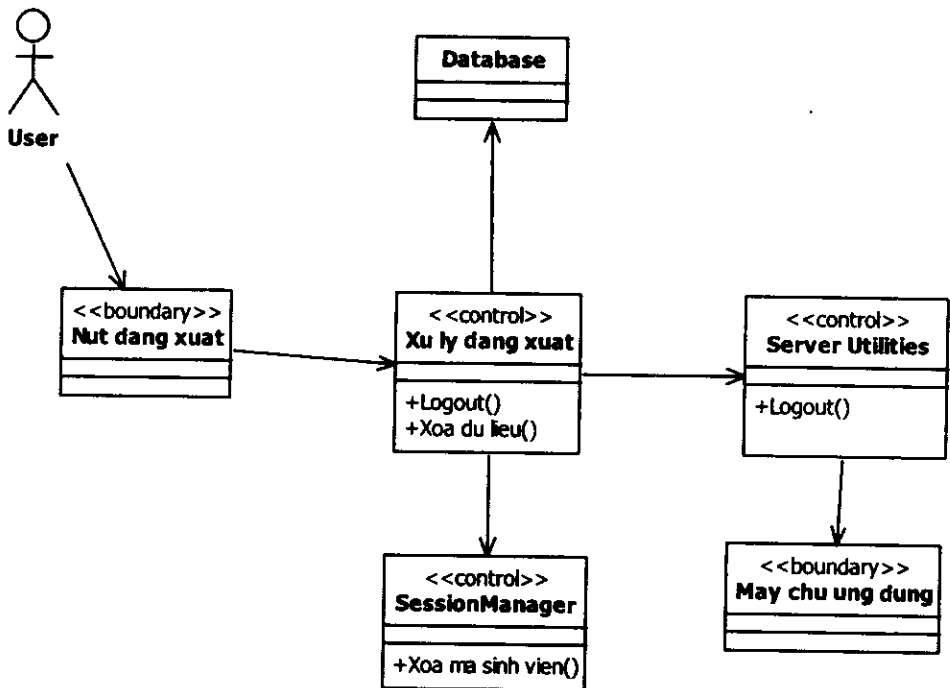 User
Database
<<boundary>>
Nut dang xuat
<<control>>
Xu ly dang xuat
+Logout()
+Xoa du lieu()
<<control>>
Server Utilities
+Logout()
<<control>>
SessionManager
+Xoa ma sinh vien()
<<boundary>>
May chu ung dung